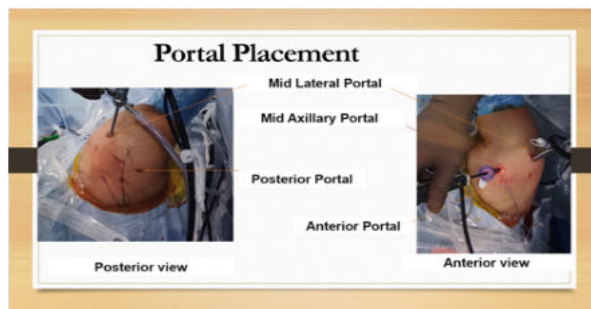 Portal Placement
Mid Lateral Portal
Mid Axillary Portal
Posterior Portal
Anterior Portal
Posterior view
Anterior view